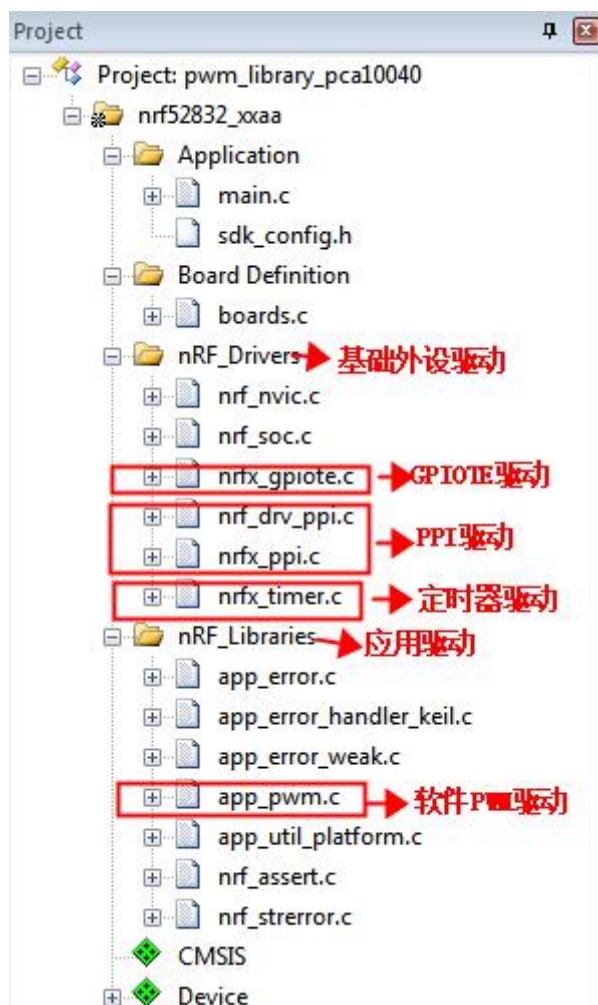 Project
Project: pwm_library_pca10040
nrf52832_xxaa
Application
main.c
sdk_config.h
Board Definition
boards.c
nRF_Drivers 基础外设驱动
nrf_nvic.c
nrf_soc.c
nrfx_gpiote.c GPIOTE驱动
nrf_drv_ppi.c
PPI驱动
nrfx_ppi.c
nrfx_timer.c 定时器驱动
nRF_Libraries 应用驱动
app_error.c
app_error_handler_keil.c
app_error_weak.c
app_pwm.c 软件PWM驱动
app_util_platform.c
nrf_assert.c
nrf_strerror.c
CMSIS
Device